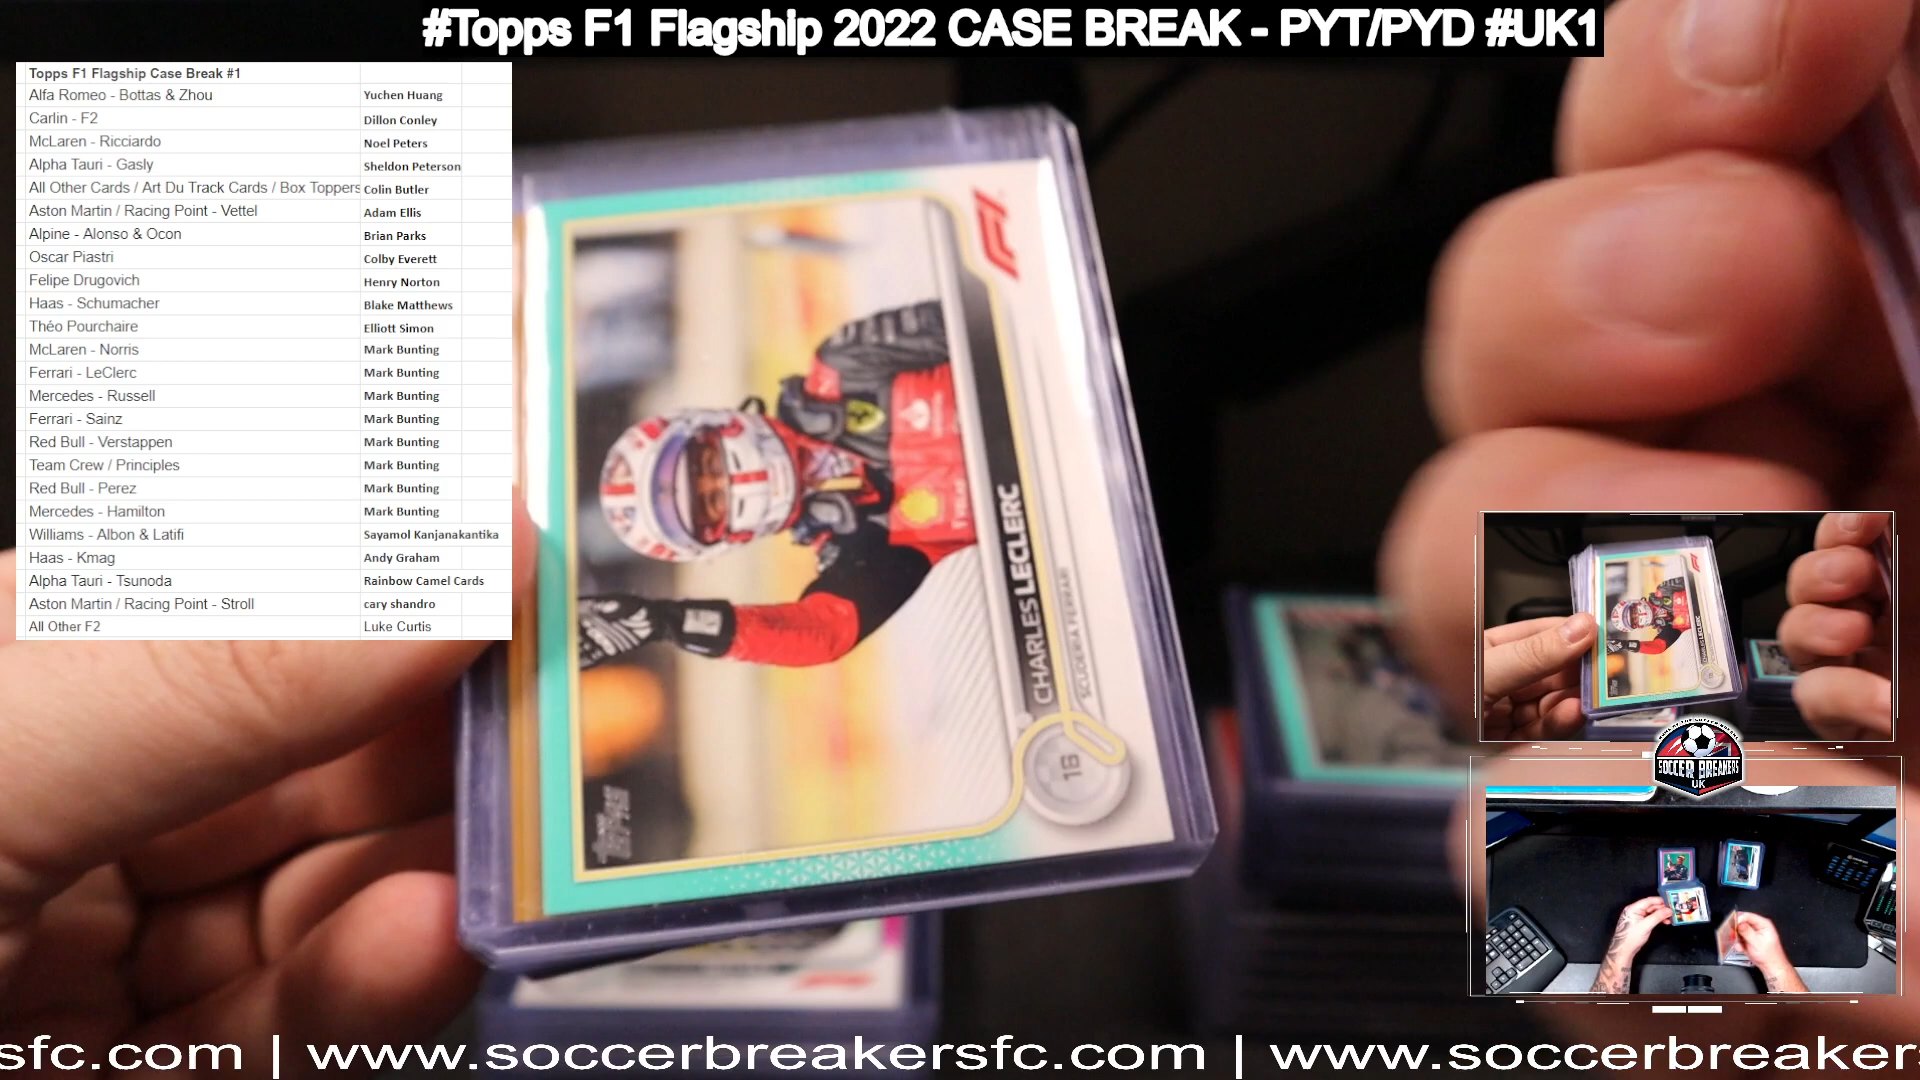 #Topps F1 Flagship 2022 CASE BREAK - PYT/PYD #UK1
Topps F1 Flagship Case Break #1
Alfa Romeo - Bottas & Zhou Yuchen Huang
Carlin - F2 Dillon Conley
McLaren - Ricciardo Noel Peters
Alpha Tauri - Gasly Sheldon Peterson
All Other Cards / Art Du Track Cards / Box Toppers Colin Butler
Aston Martin / Racing Point - Vettel Adam Ellis
Alpine - Alonso & Ocon Brian Parks
Oscar Piastri Colby Everett
Felipe Drugovich Henry Norton
Haas - Schumacher Blake Matthews
Théo Pourchaire Elliott Simon
McLaren - Norris Mark Bunting
Ferrari - LeClerc Mark Bunting
Mercedes - Russell Mark Bunting
Ferrari - Sainz Mark Bunting
Red Bull - Verstappen Mark Bunting
Team Crew / Principles Mark Bunting
Red Bull - Perez Mark Bunting
Mercedes - Hamilton Mark Bunting
Williams - Albon & Latifi Sayamol Kanjanakantika
Haas - Kmag Andy Graham
Alpha Tauri - Tsunoda Rainbow Camel Cards
Aston Martin / Racing Point - Stroll cary shandro
All Other F2 Luke Curtis
F1
CHARLES LECLERC
SCUDERIA FERRARI
16
SOCCER BREAKERS
UK
sfc.com | www.soccerbreakersfc.com | www.soccerbreaker